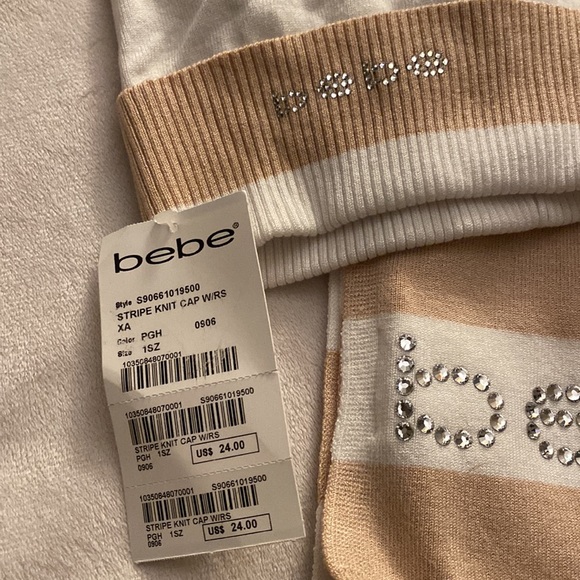 bebe
bebe®
Style S90661019500
STRIPE KNIT CAP W/RS
XA
Color PGH 0906
Size 1SZ
10350848070001
10350848070001 S90661019500
STRIPE KNIT CAP W/RS
PGH 1SZ US$ 24.00
0906
10350848070001 S90661019500
STRIPE KNIT CAP W/RS
PGH 1SZ US$ 24.00
0906
be